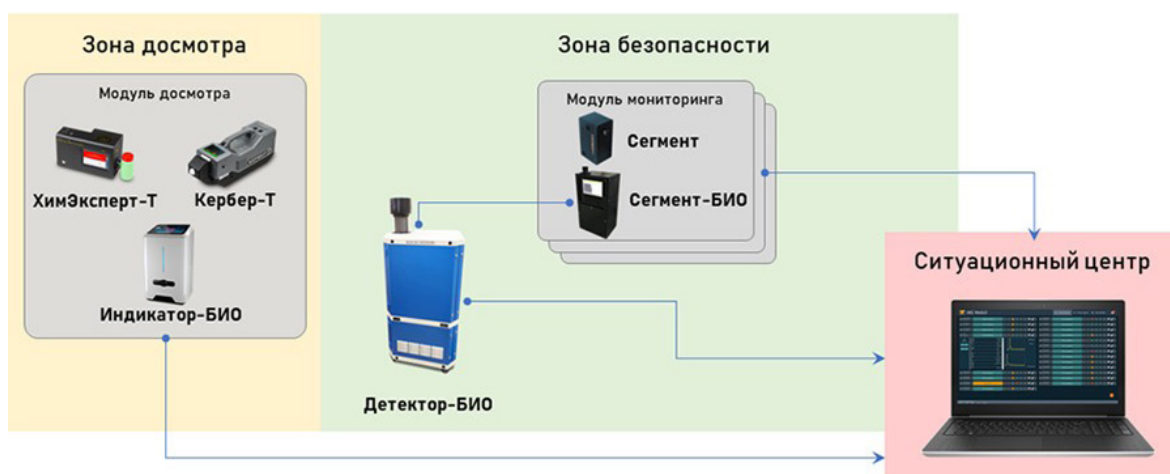 Зона досмотра
Модуль досмотра
ХимЭксперт-Т
Кербер-Т
Индикатор-БИО
Зона безопасности
Модуль мониторинга
Сегмент
Сегмент-БИО
Детектор-БИО
Ситуационный центр